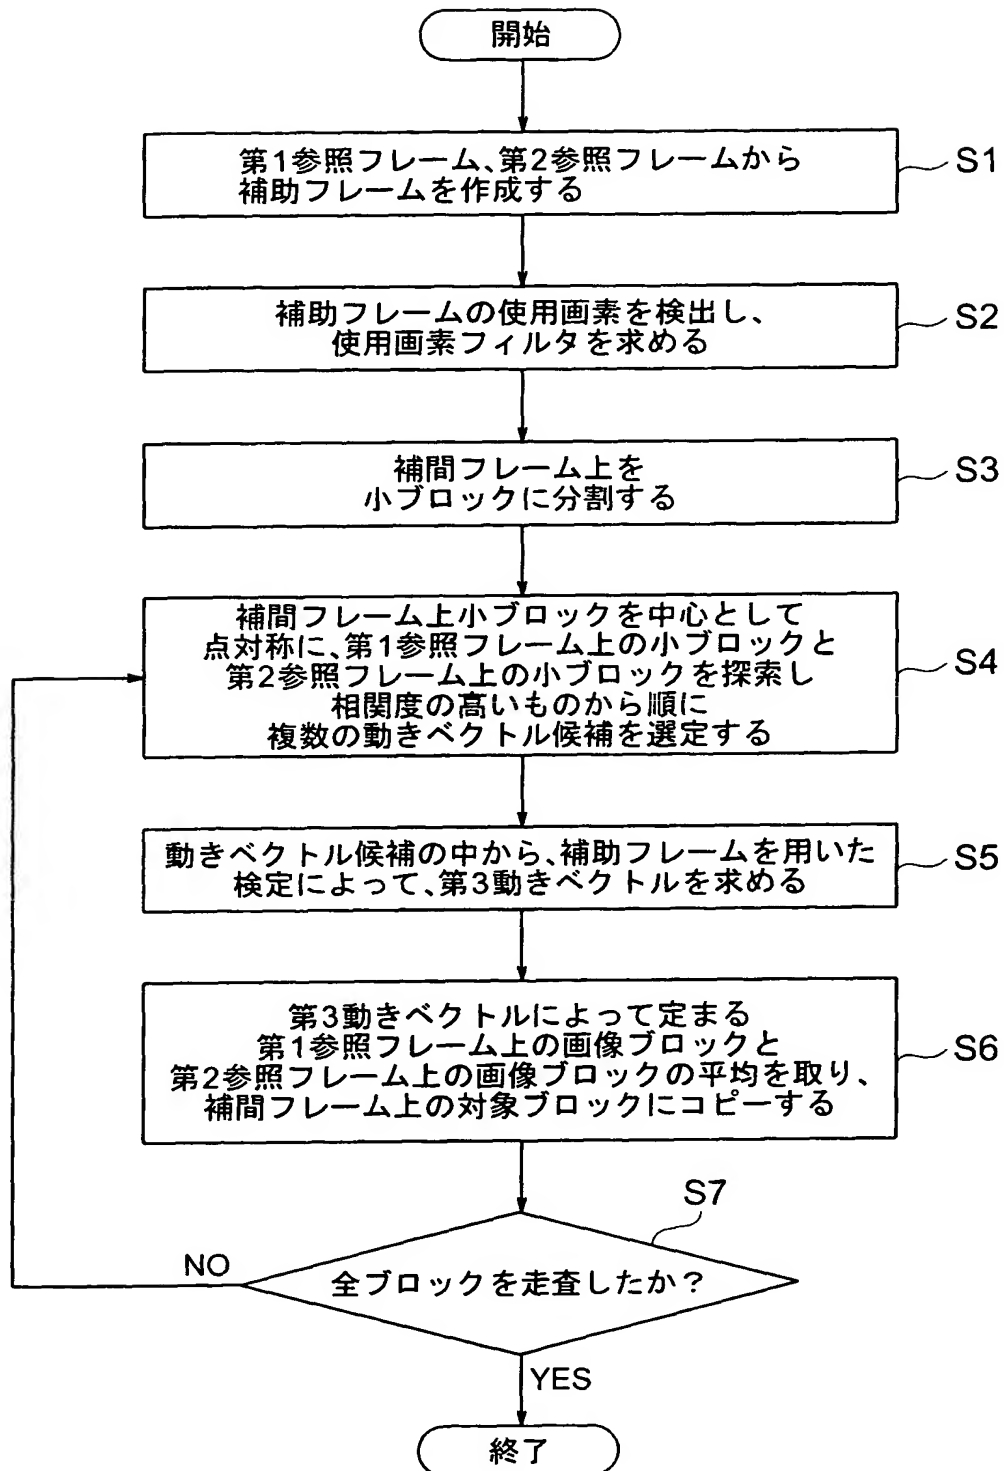 開始
第1参照フレーム、第2参照フレームから
補助フレームを作成する
S1
補助フレームの使用画素を検出し、
使用画素フィルタを求める
S2
補間フレーム上を
小ブロックに分割する
S3
補間フレーム上小ブロックを中心として
点対称に、第1参照フレーム上の小ブロックと
第2参照フレーム上の小ブロックを探索し
相関度の高いものから順に
複数の動きベクトル候補を選定する
S4
動きベクトル候補の中から、補助フレームを用いた
検定によって、第3動きベクトルを求める
S5
第3動きベクトルによって定まる
第1参照フレーム上の画像ブロックと
第2参照フレーム上の画像ブロックの平均を取り、
補間フレーム上の対象ブロックにコピーする
S6
S7
NO
全ブロックを走査したか？
YES
終了